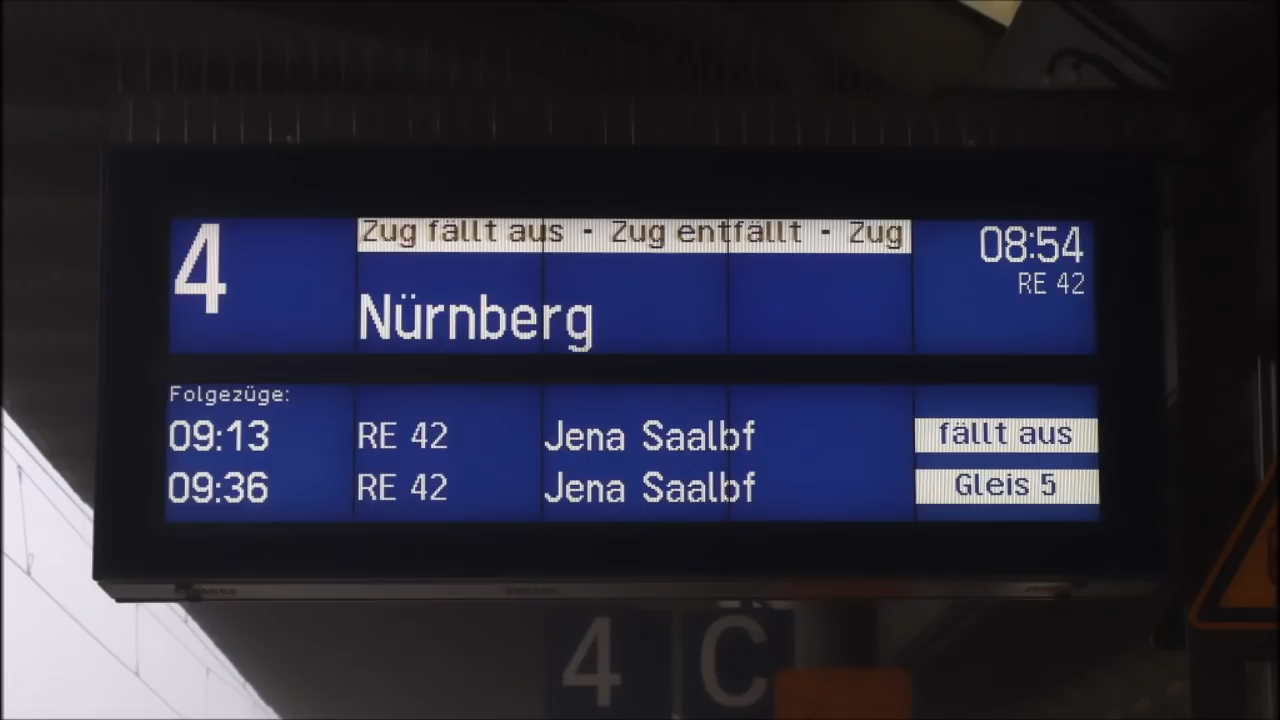 4
Zug fällt aus - Zug entfällt - Zug
08:54
RE 42
Nürnberg
Folgezüge:
09:13 RE 42 Jena Saalbf fällt aus
09:36 RE 42 Jena Saalbf Gleis 5
4 C